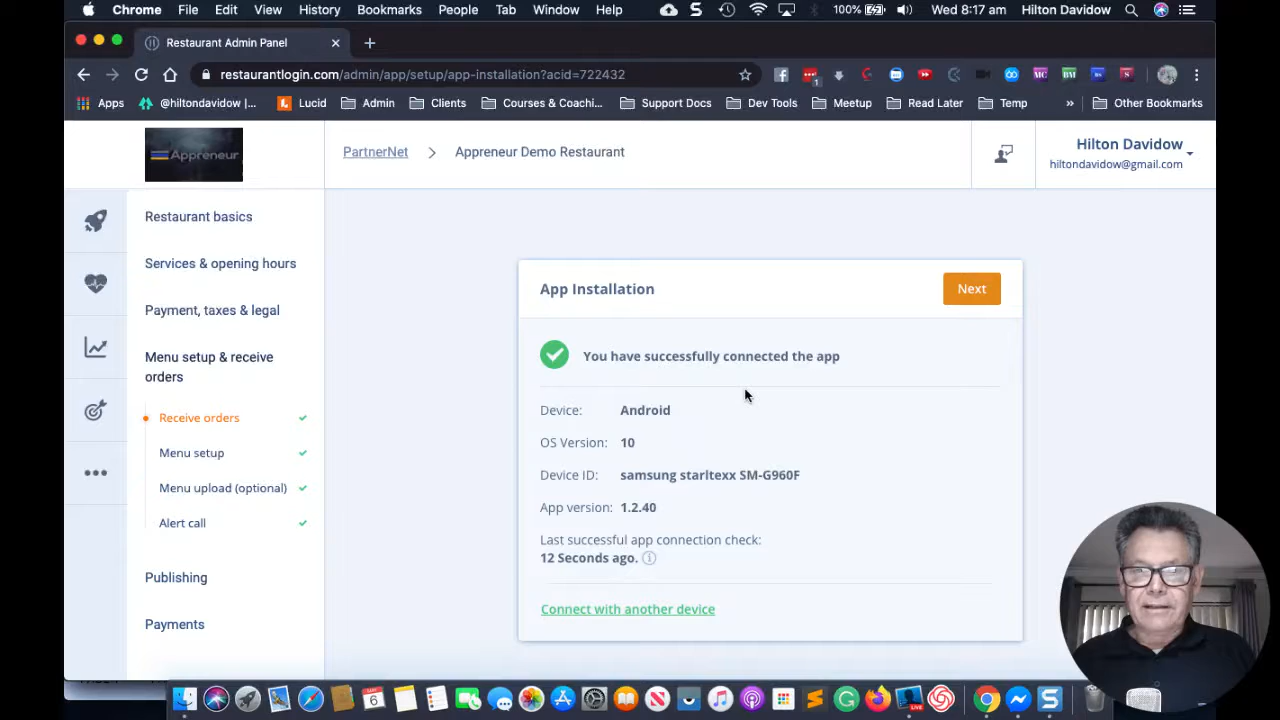 Chrome File Edit View History Bookmarks People Tab Window Help 100% Wed 8:17 am Hilton Davidow
Restaurant Admin Panel
restaurantlogin.com/admin/app/setup/app-installation?acid=722432
Apps @hiltondavidow |... Lucid Admin Clients Courses & Coachi... Support Docs Dev Tools Meetup Read Later Temp » Other Bookmarks
Appreneur
PartnerNet > Appreneur Demo Restaurant
Hilton Davidow
hiltondavidow@gmail.com
Restaurant basics
Services & opening hours
Payment, taxes & legal
Menu setup & receive
orders
Receive orders
Menu setup
Menu upload (optional)
Alert call
Publishing
Payments
App Installation
Next
You have successfully connected the app
Device: Android
OS Version: 10
Device ID: samsung starltexx SM-G960F
App version: 1.2.40
Last successful app connection check:
12 Seconds ago.
Connect with another device